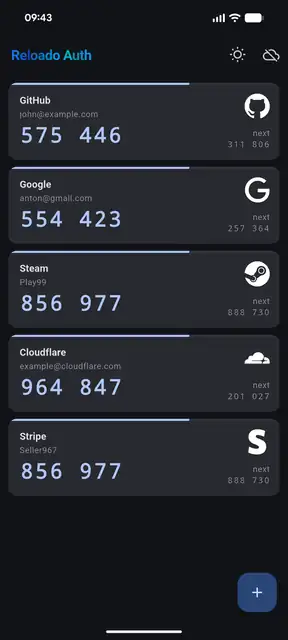 09:43
Reloado Auth
GitHub
john@example.com
575 446
next
311 806
Google
anton@gmail.com
554 423
next
257 364
Steam
Play99
856 977
next
888 730
Cloudflare
example@cloudflare.com
964 847
next
201 027
Stripe
Seller967
856 977
next
888 730